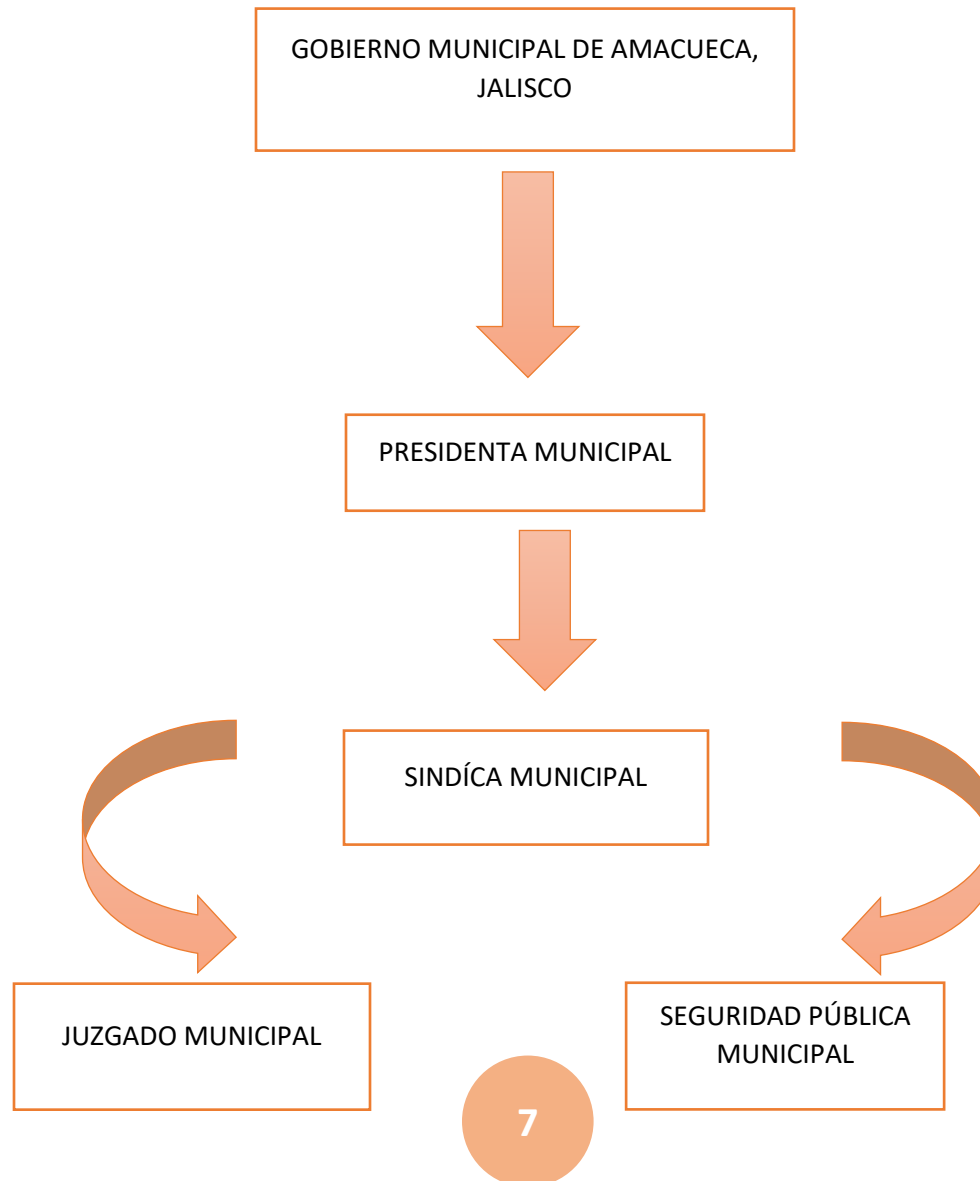 GOBIERNO MUNICIPAL DE AMACUECA,
JALISCO
PRESIDENTA MUNICIPAL
SINDÍCA MUNICIPAL
JUZGADO MUNICIPAL
SEGURIDAD PÚBLICA
MUNICIPAL
7